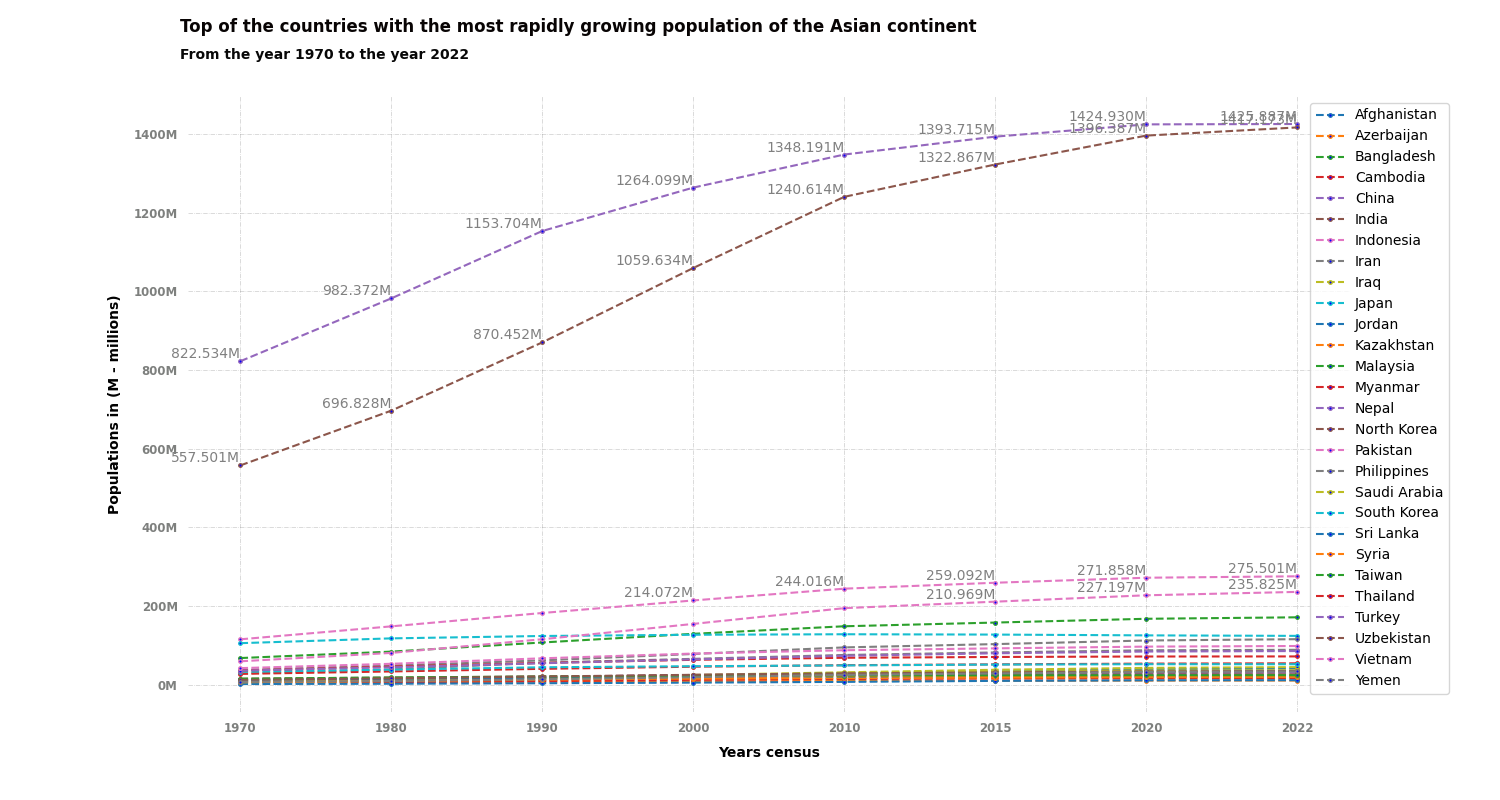 Top of the countries with the most rapidly growing population of the Asian continent
From the year 1970 to the year 2022
Populations in (M - millions)
1400M
1200M
1000M
800M
600M
400M
200M
0M
822.534M
982.372M
1153.704M
1264.099M
1348.191M
1393.715M
1424.930M
1425.887M
557.501M
696.828M
870.452M
1059.634M
1240.614M
1322.867M
1396.387M
1417.173M
214.072M
244.016M
259.092M
271.858M
275.501M
210.969M
227.197M
235.825M
1970
1980
1990
2000
2010
2015
2020
2022
Years census
Afghanistan
Azerbaijan
Bangladesh
Cambodia
China
India
Indonesia
Iran
Iraq
Japan
Jordan
Kazakhstan
Malaysia
Myanmar
Nepal
North Korea
Pakistan
Philippines
Saudi Arabia
South Korea
Sri Lanka
Syria
Taiwan
Thailand
Turkey
Uzbekistan
Vietnam
Yemen